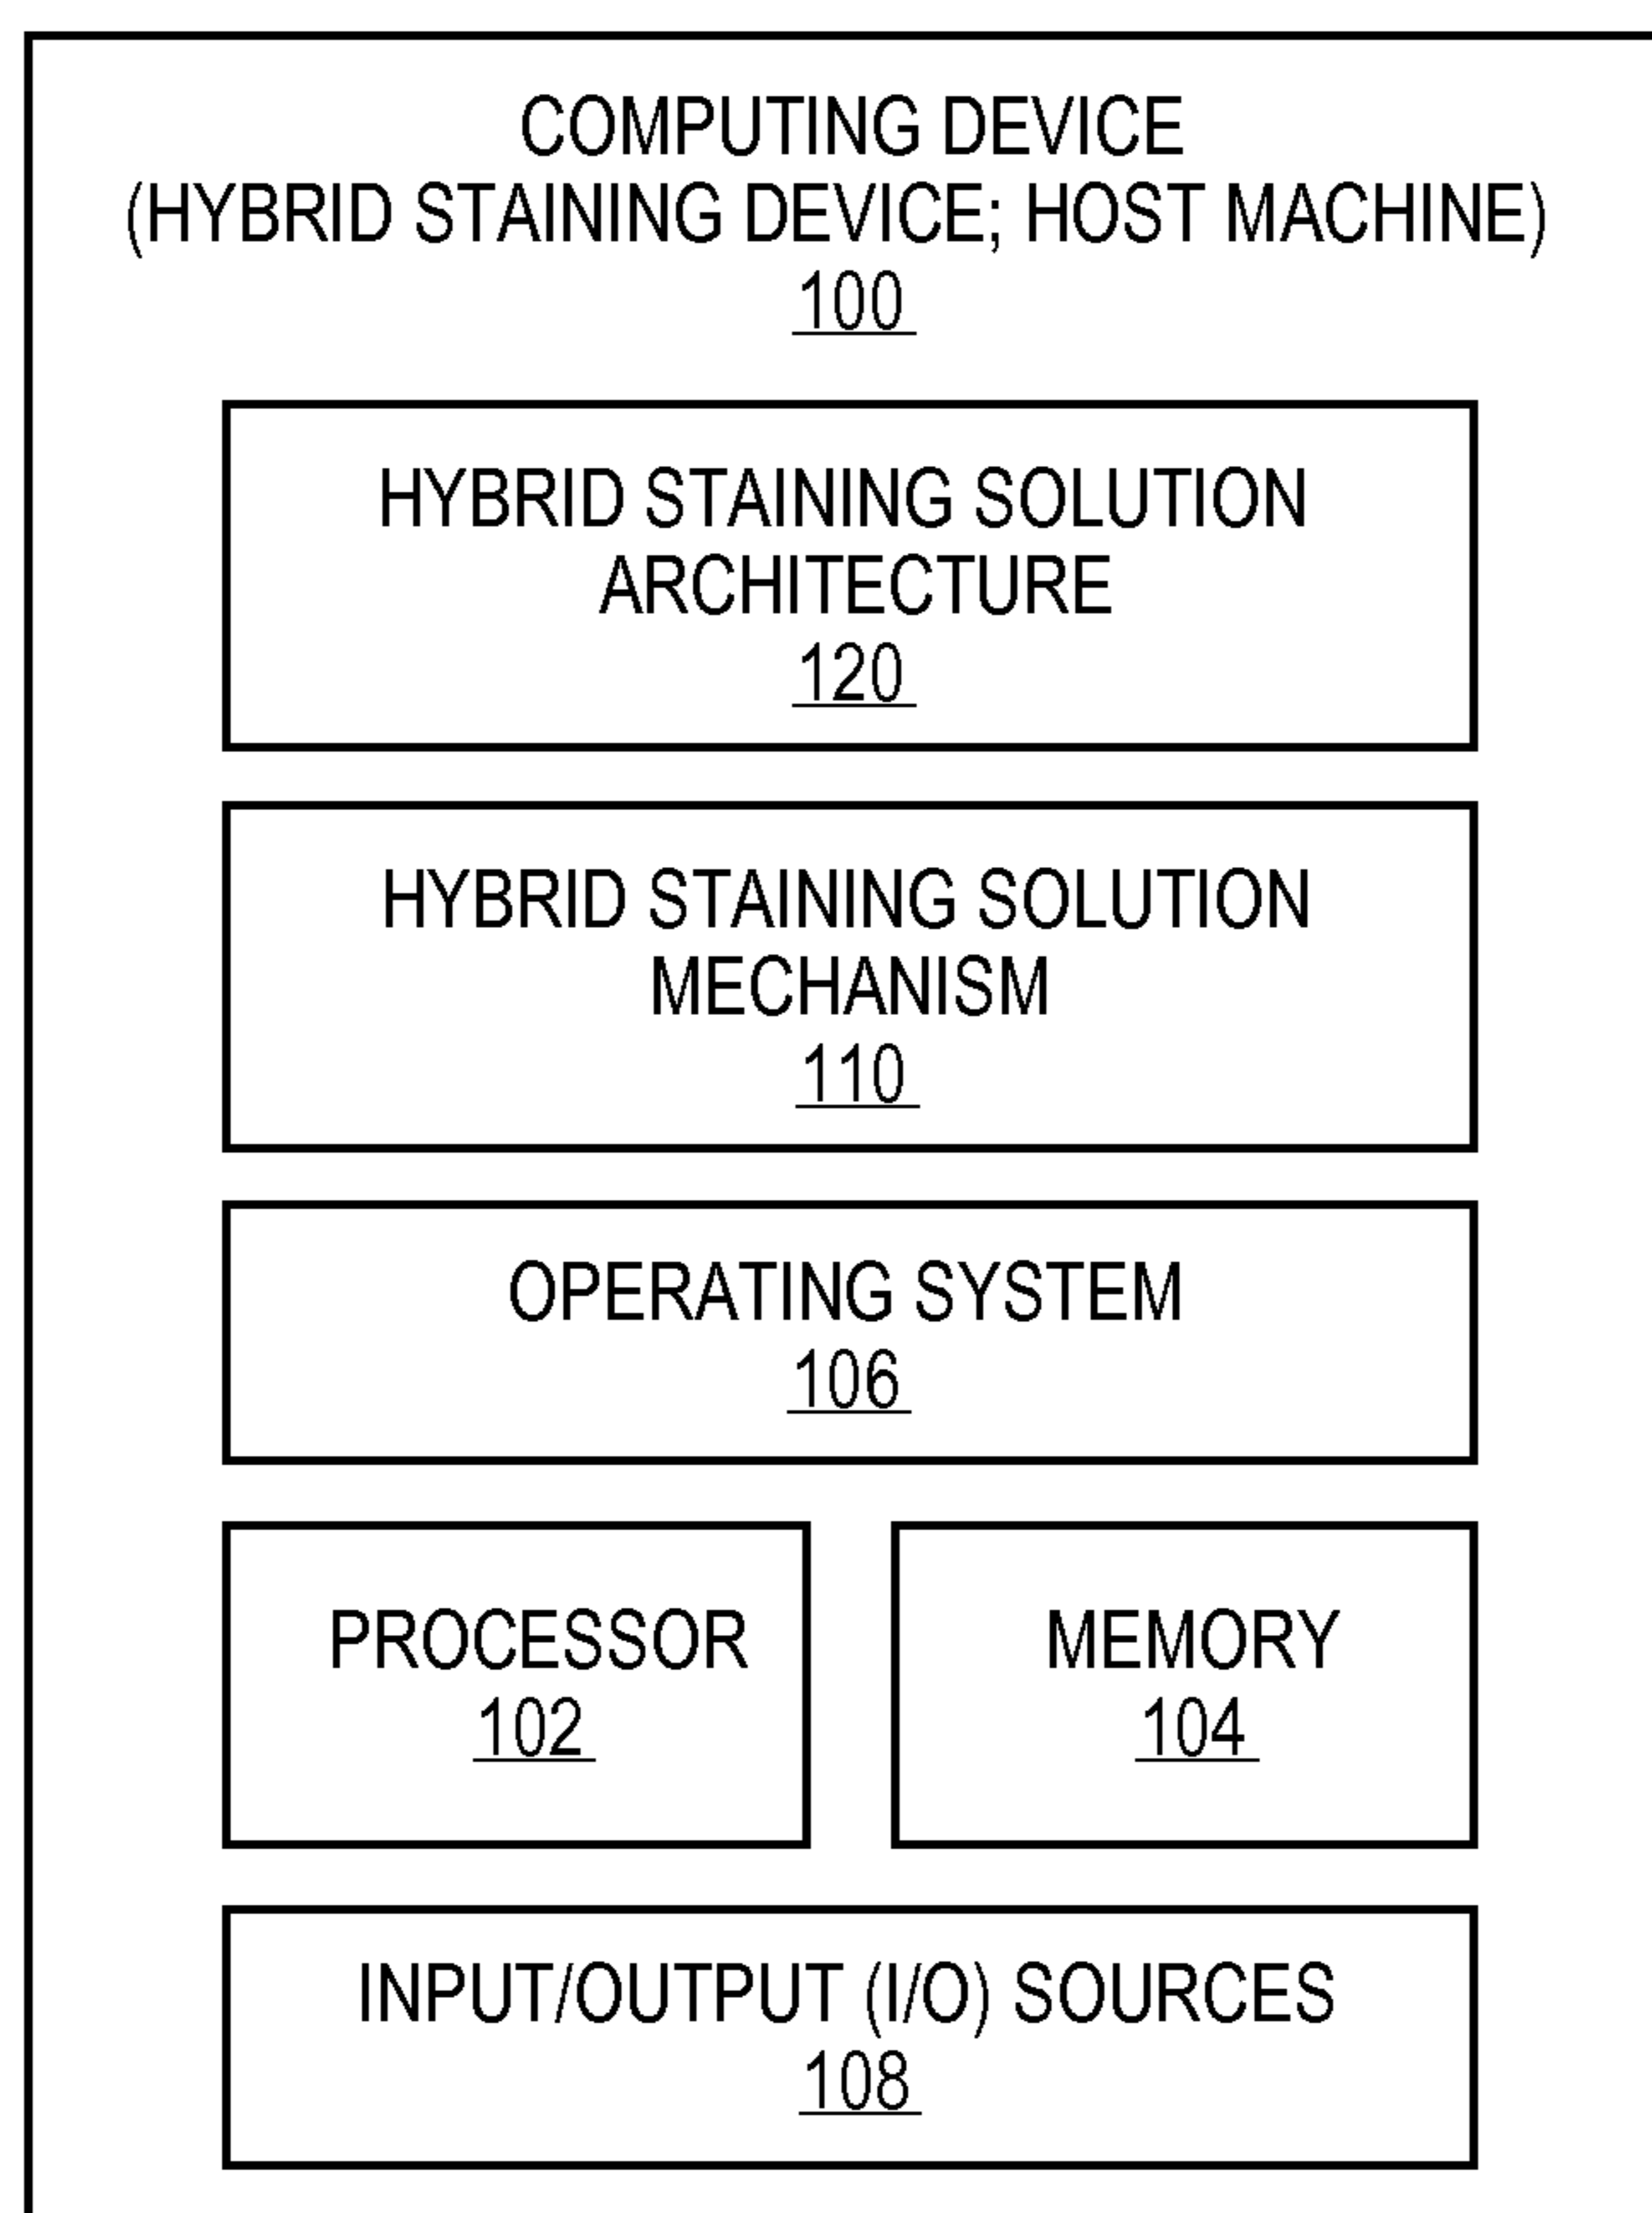 COMPUTING DEVICE
(HYBRID STAINING DEVICE; HOST MACHINE)
100
HYBRID STAINING SOLUTION
ARCHITECTURE
120
HYBRID STAINING SOLUTION
MECHANISM
110
OPERATING SYSTEM
106
PROCESSOR
102
MEMORY
104
INPUT/OUTPUT (I/O) SOURCES
108